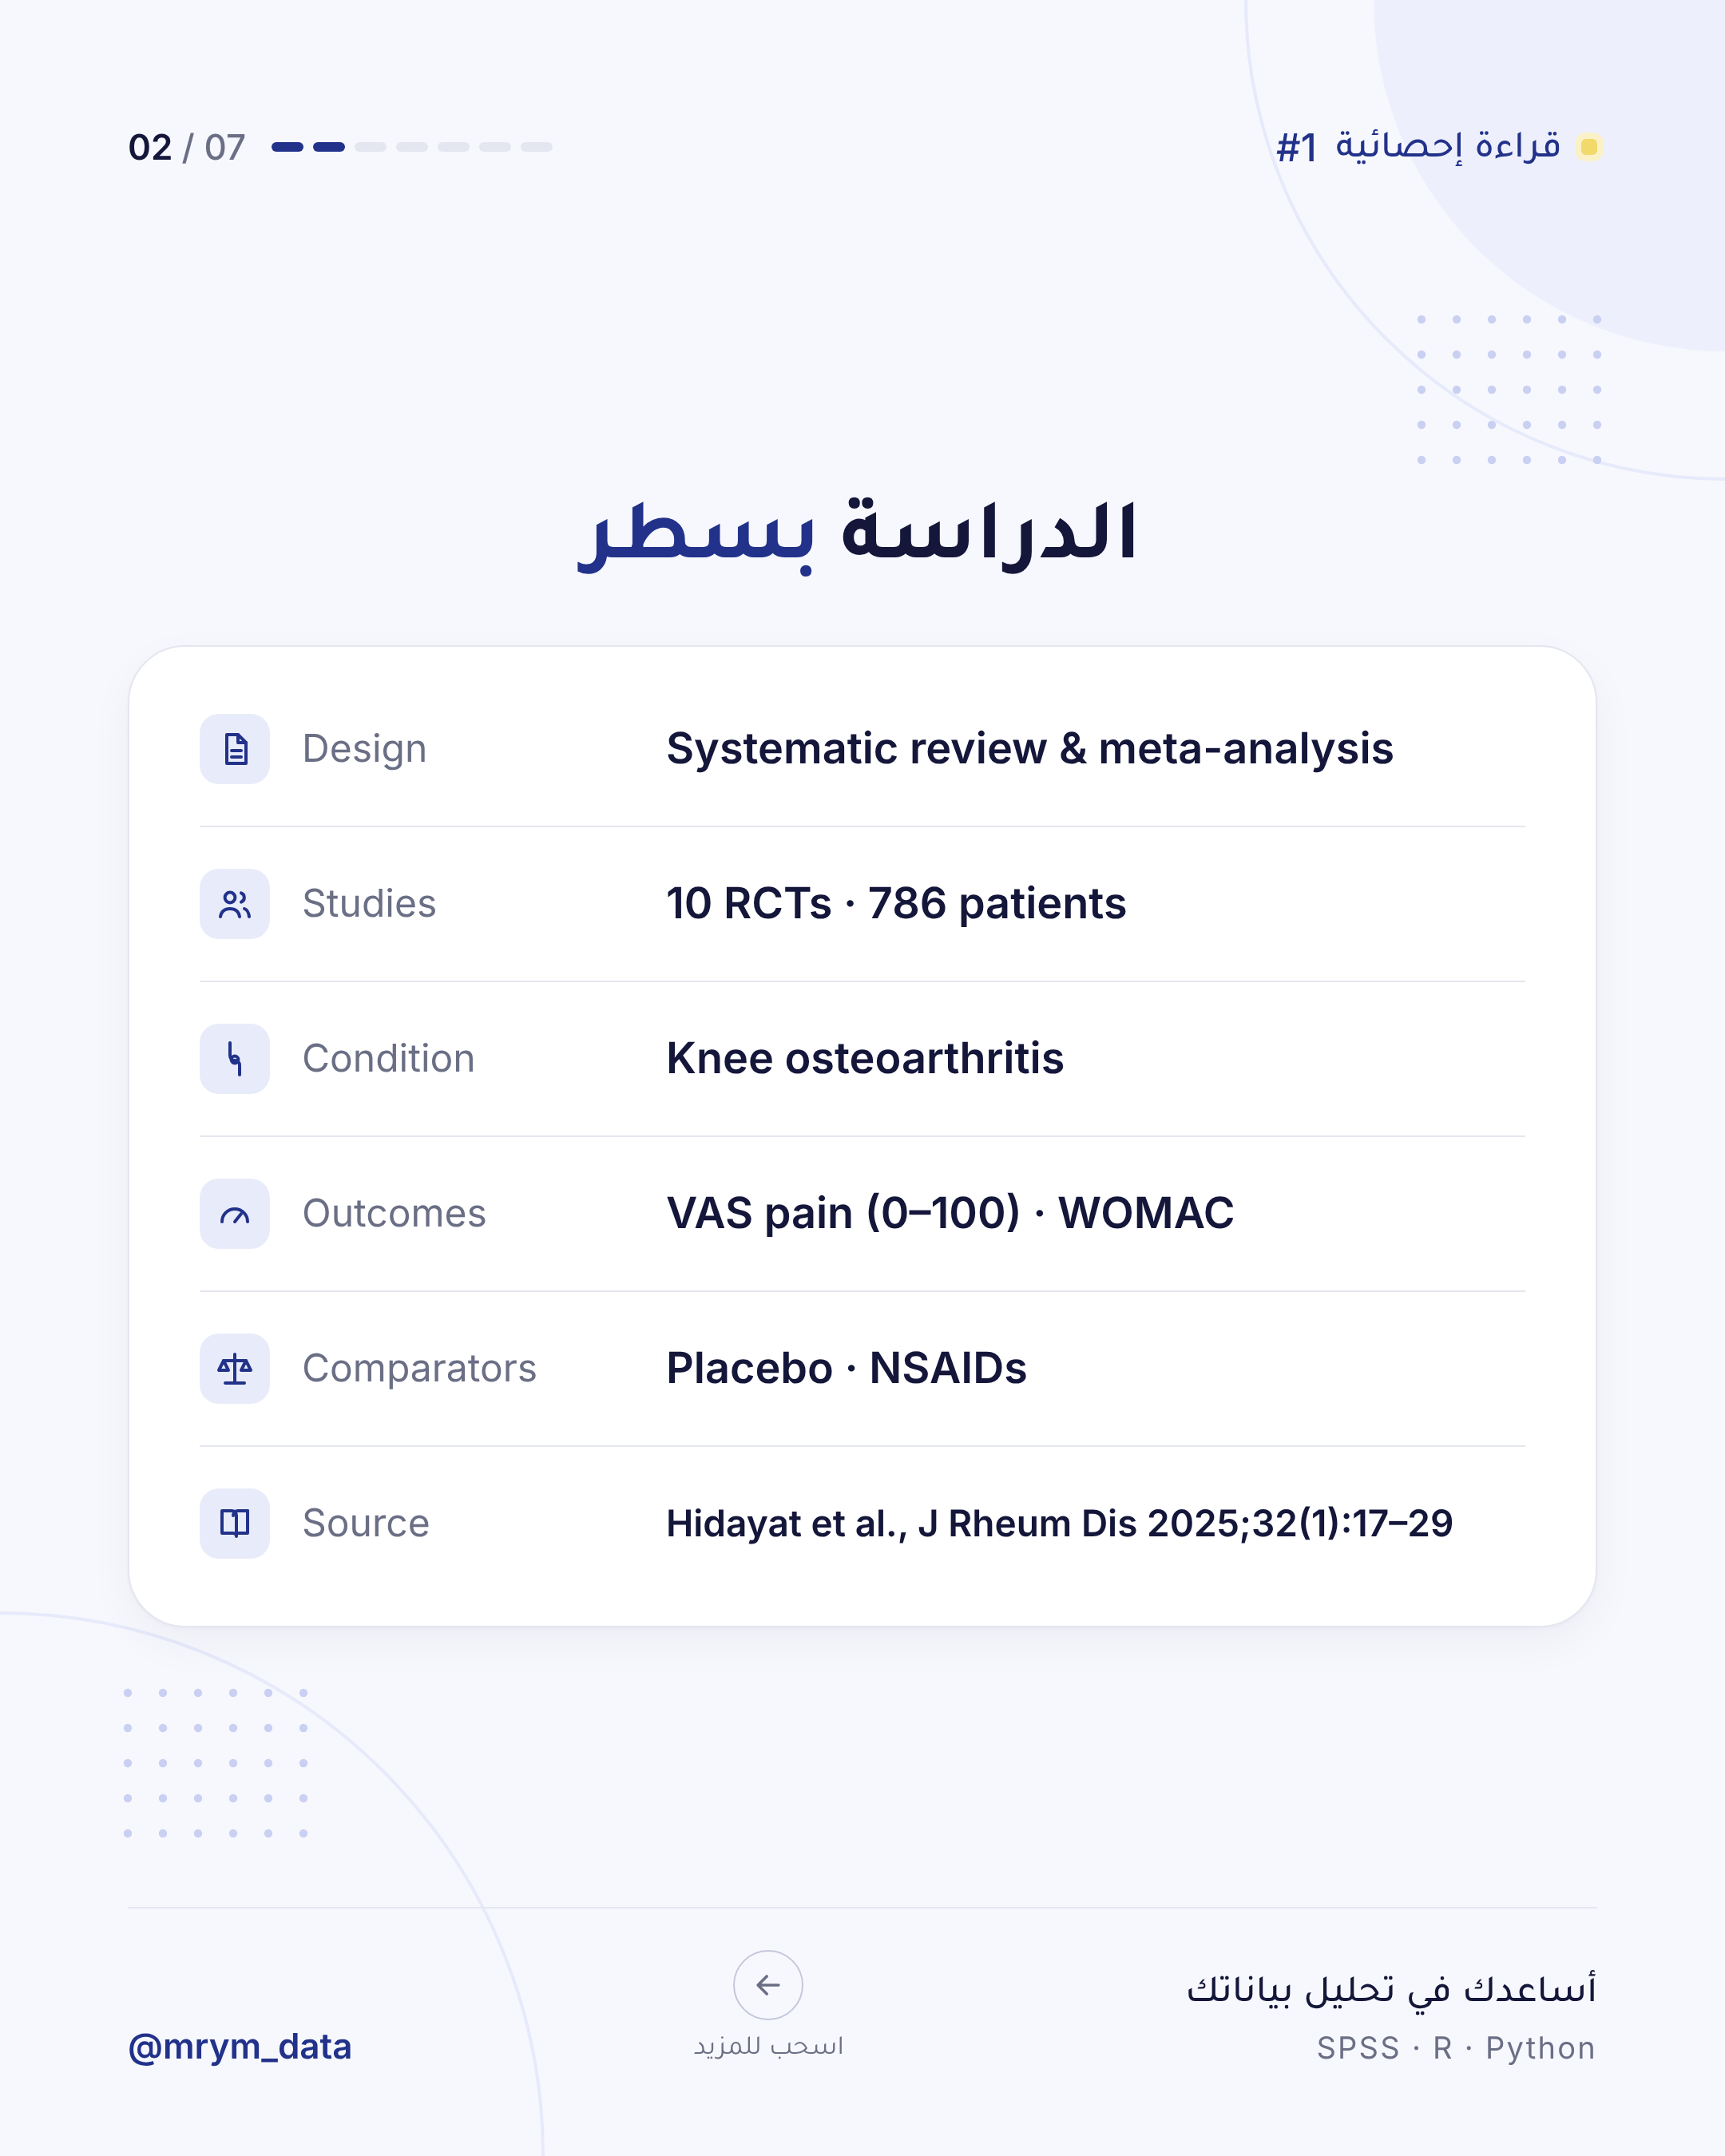 02 / 07
قراءة إحصائية #1
الدراسة بسطر
Design Systematic review & meta-analysis
Studies 10 RCTs · 786 patients
Condition Knee osteoarthritis
Outcomes VAS pain (0–100) · WOMAC
Comparators Placebo · NSAIDs
Source Hidayat et al., J Rheum Dis 2025;32(1):17–29
أساعدك في تحليل بياناتك
SPSS · R · Python
اسحب للمزيد
@mrym_data